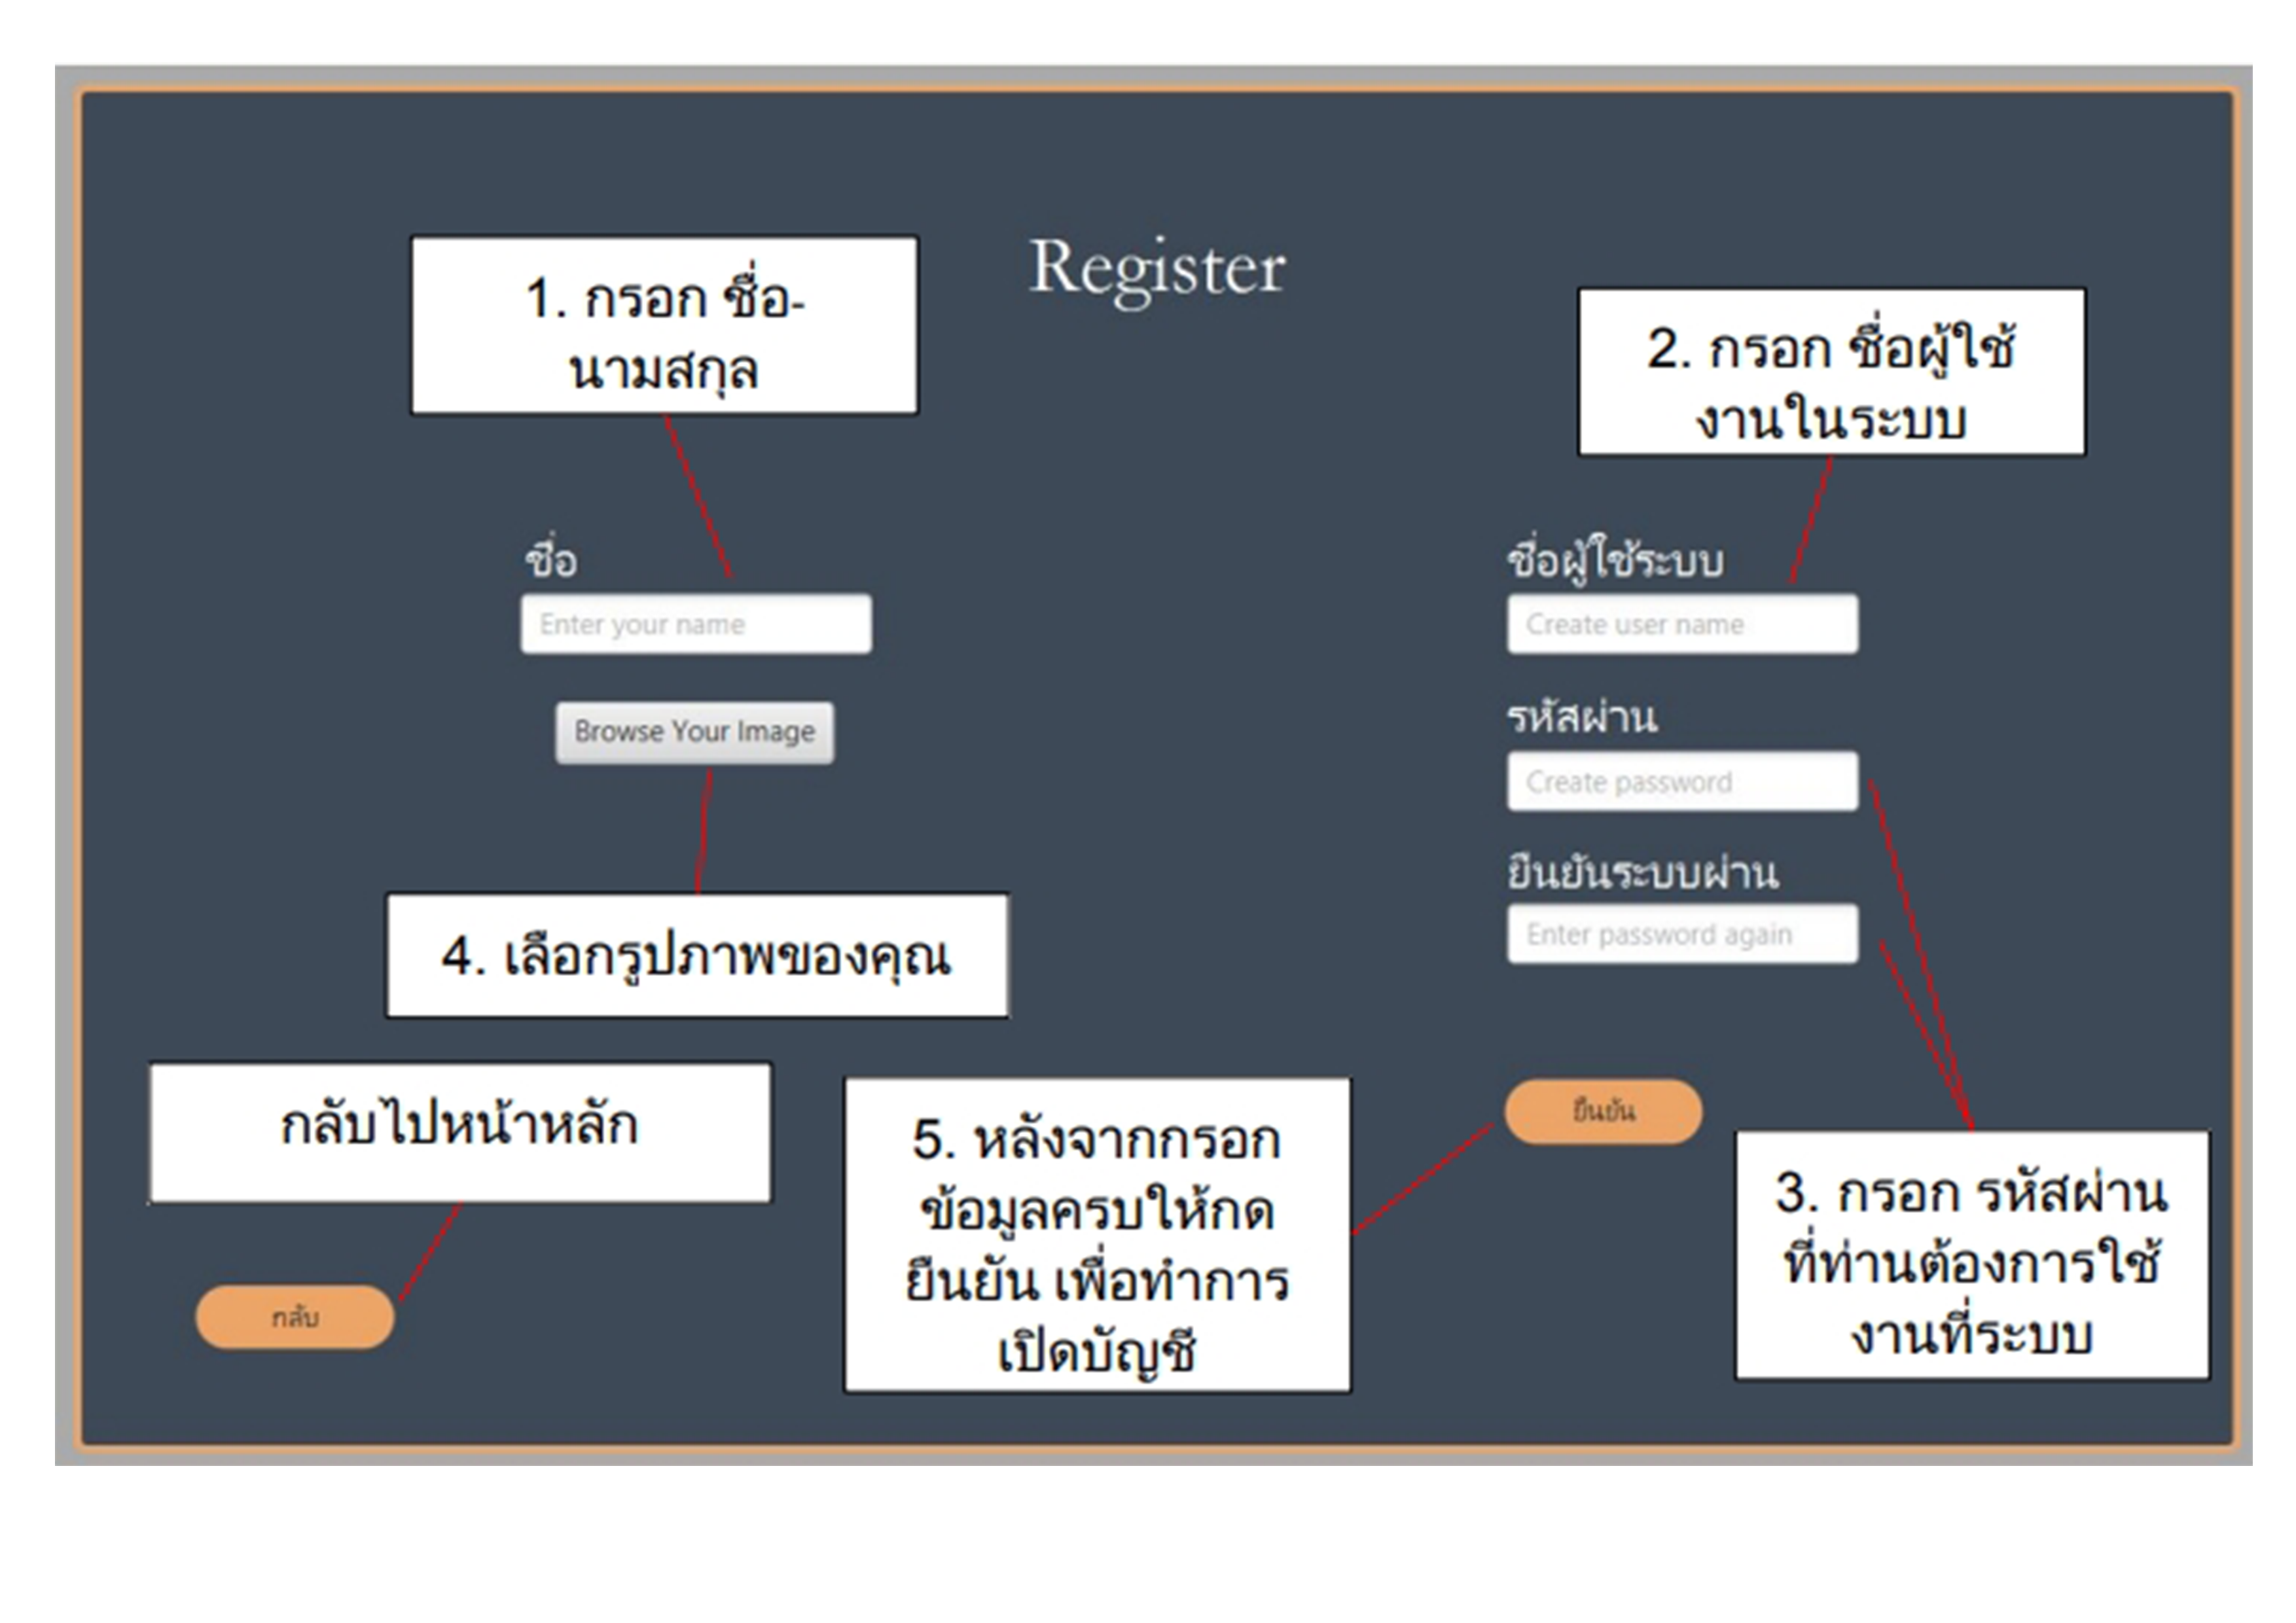 Register
1. กรอก ชื่อ-
นามสกุล
2. กรอก ชื่อผู้ใช้
งานในระบบ
ชื่อ
Enter your name
Browse Your Image
ชื่อผู้ใช้ระบบ
Create user name
รหัสผ่าน
Create password
ยืนยันระบบผ่าน
Enter password again
4. เลือกรูปภาพของคุณ
กลับไปหน้าหลัก
กลับ
5. หลังจากกรอก
ข้อมูลครบให้กด
ยืนยัน เพื่อทำการ
เปิดบัญชี
ยืนยัน
3. กรอก รหัสผ่าน
ที่ท่านต้องการใช้
งานที่ระบบ